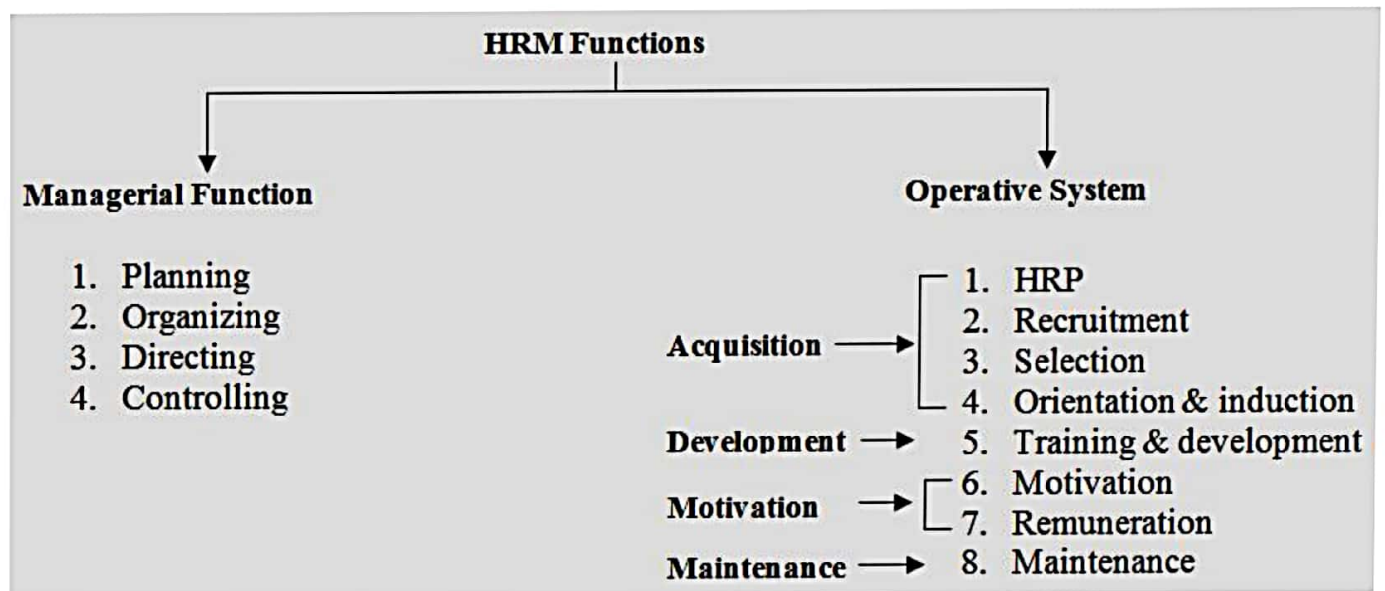 HRM Functions
Managerial Function
1. Planning
2. Organizing
3. Directing
4. Controlling
Operative System
Acquisition
1. HRP
2. Recruitment
3. Selection
4. Orientation & induction
Development
5. Training & development
Motivation
6. Motivation
7. Remuneration
Maintenance
8. Maintenance